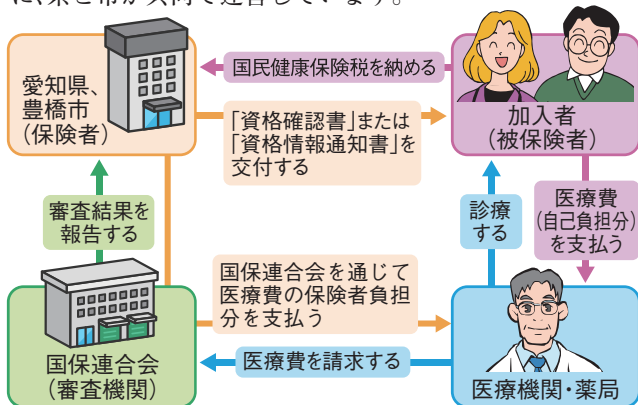 に、県と市が共同で運営しています。
愛知県、
豊橋市
(保険者)
国民健康保険税を納める
「資格確認書」または
「資格情報通知書」を
交付する
加入者
(被保険者)
審査結果を
報告する
診療
する
医療費
(自己負担分)
を支払う
国保連合会を通じて
医療費の保険者負担
分を支払う
国保連合会
(審査機関)
医療費を請求する
医療機関・薬局